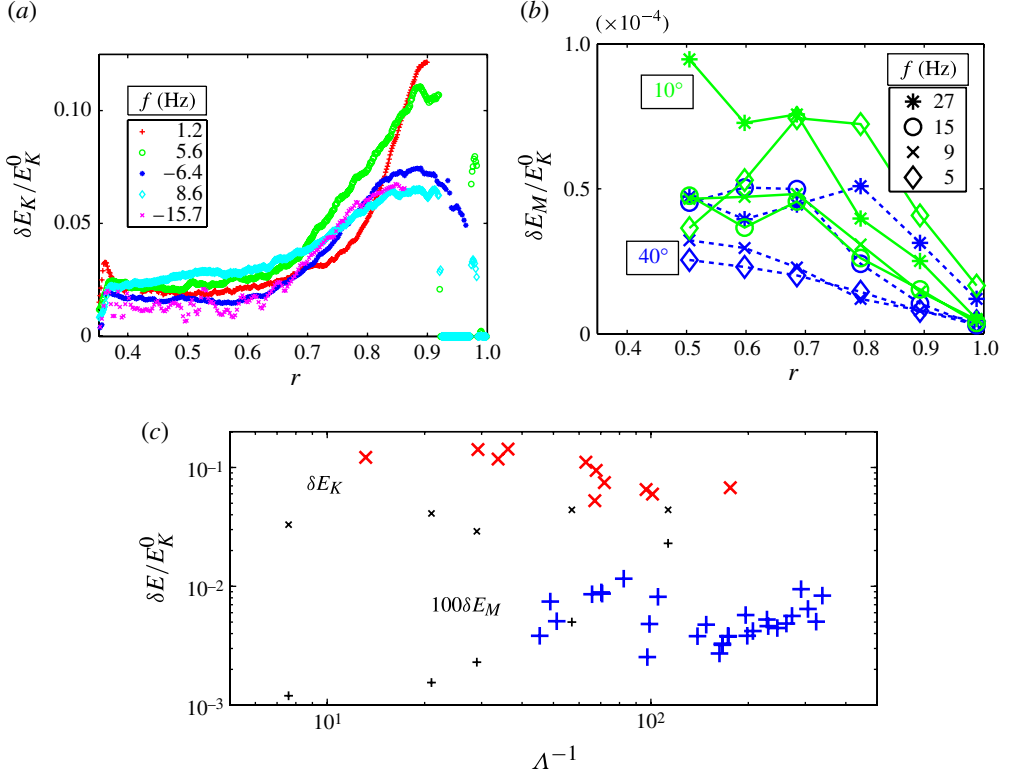 (a)
δE_K/E_K^0
0.10
0.05
0
f (Hz)
1.2
5.6
−6.4
8.6
−15.7
0.4 0.5 0.6 0.7 0.8 0.9 1.0
r
(b)
(×10^−4)
δE_M/E_K^0
1.0
0.5
0
10°
40°
f (Hz)
27
15
9
5
0.4 0.5 0.6 0.7 0.8 0.9 1.0
r
(c)
δE/E_K^0
10^−1
10^−2
10^−3
δE_K
100δE_M
10^1 10^2
Λ^−1